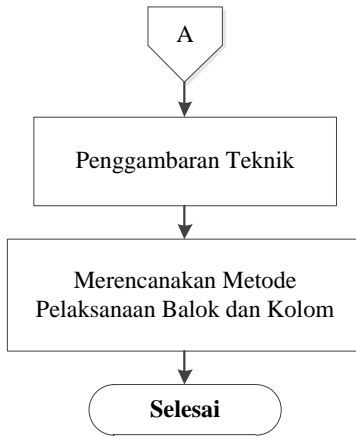 A
Penggambaran Teknik
Merencanakan Metode
Pelaksanaan Balok dan Kolom
Selesai